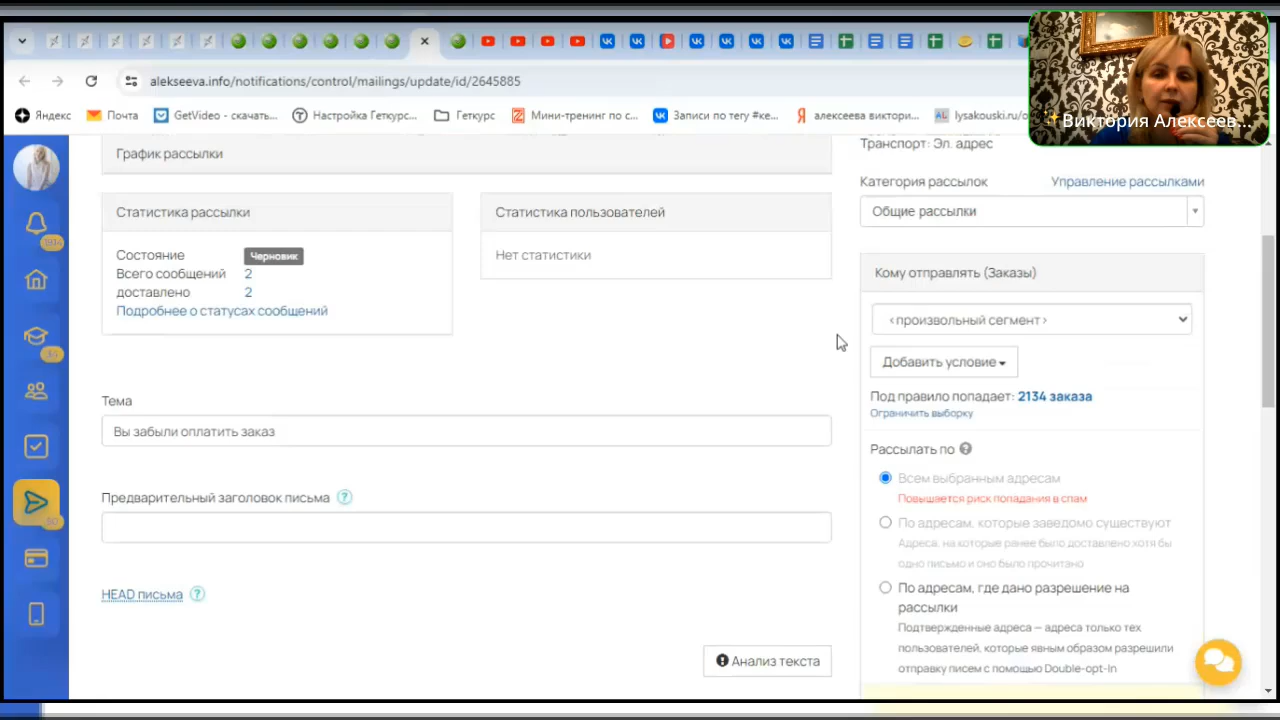 alekseeva.info/notifications/control/mailings/update/id/2645885
Яндекс
Почта
GetVideo - скачать...
Настройка Геткурс...
Геткурс
Мини-тренинг по с...
Записи по тегу #ке...
алексеева виктори...
lysakouski.ru/
Виктория Алексеев...
График рассылки
Транспорт: Эл. адрес
Категория рассылок
Управление рассылками
Общие рассылки
Статистика рассылки
Статистика пользователей
Состояние Черновик
Всего сообщений 2
доставлено 2
Подробнее о статусах сообщений
Нет статистики
Кому отправлять (Заказы)
<произвольный сегмент>
Добавить условие
Под правило попадает: 2134 заказа
Ограничить выборку
Тема
Вы забыли оплатить заказ
Рассылать по
Всем выбранным адресам
Повышается риск попадания в спам
Предварительный заголовок письма
По адресам, которые заведомо существуют
Адреса, на которые ранее было доставлено хотя бы
одно письмо и оно было прочитано
HEAD письма
По адресам, где дано разрешение на
рассылки
Подтвержденные адреса — адреса только тех
пользователей, которые явным образом разрешили
отправку писем с помощью Double-opt-In
Анализ текста